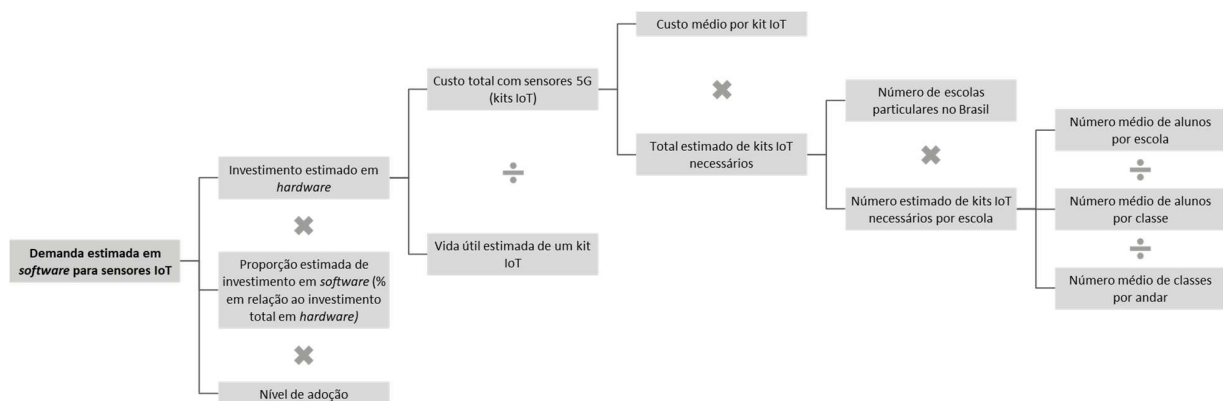 Demanda estimada em
software para sensores IoT
Investimento estimado em
hardware
✖
Proporção estimada de
investimento em software (%
em relação ao investimento
total em hardware)
✖
Nível de adoção
Custo total com sensores 5G
(kits IoT)
÷
Vida útil estimada de um kit
IoT
Custo médio por kit IoT
✖
Total estimado de kits IoT
necessários
Número de escolas
particulares no Brasil
✖
Número estimado de kits IoT
necessários por escola
Número médio de alunos
por escola
÷
Número médio de alunos
por classe
÷
Número médio de classes
por andar